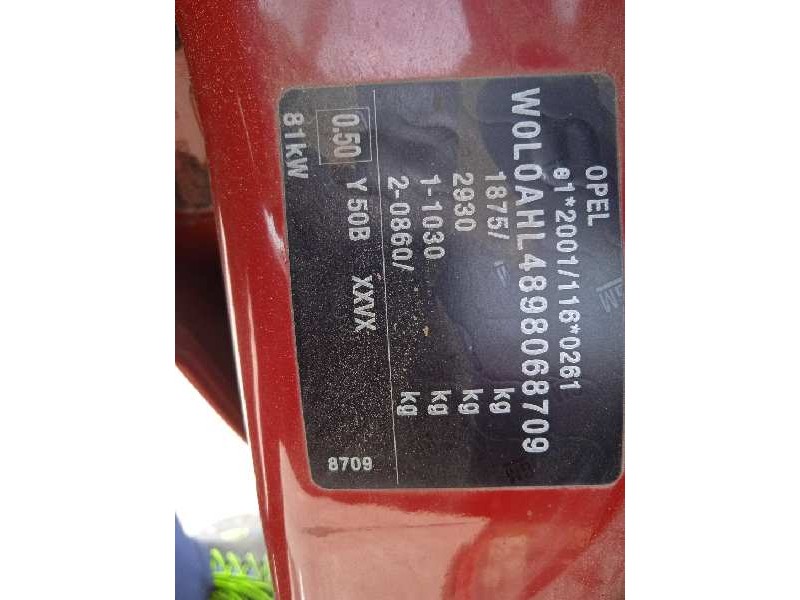 OPEL
e1*2001/116*0261
W0L0AHL4898068709
1875/ kg
2930 kg
1-1030 kg
2-0860/ kg
0.50 Y 50B XXVX
81kW
8709
GM